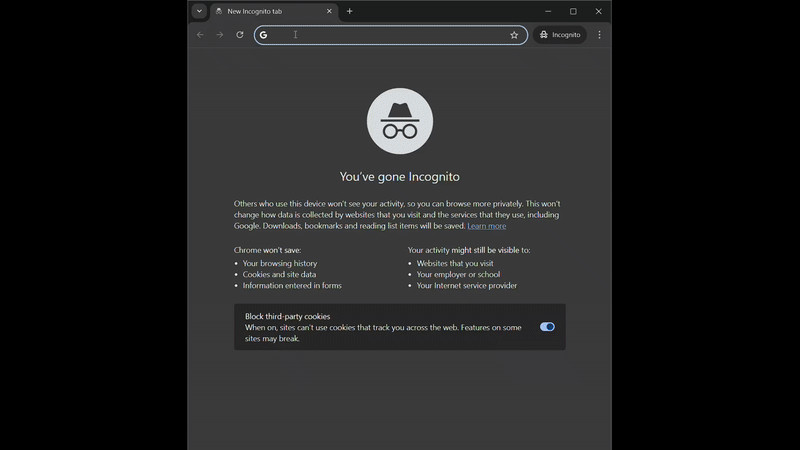 New Incognito tab
Incognito
You've gone Incognito
Others who use this device won't see your activity, so you can browse more privately. This won't
change how data is collected by websites that you visit and the services that they use, including
Google. Downloads, bookmarks and reading list items will be saved. Learn more
Chrome won't save:
• Your browsing history
• Cookies and site data
• Information entered in forms
Your activity might still be visible to:
• Websites that you visit
• Your employer or school
• Your Internet service provider
Block third-party cookies
When on, sites can't use cookies that track you across the web. Features on some
sites may break.